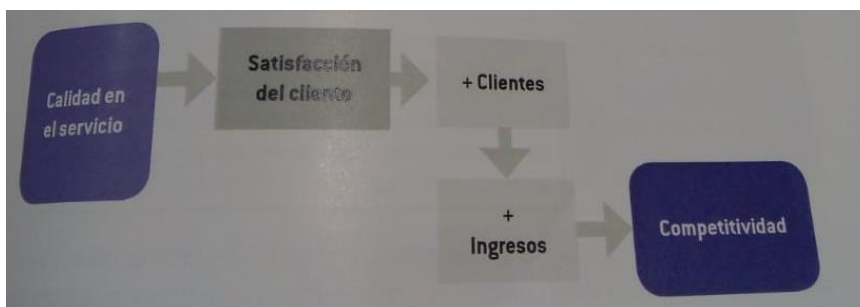 Calidad en
el servicio
Satisfacción
del cliente
+ Clientes
+
Ingresos
Competitividad